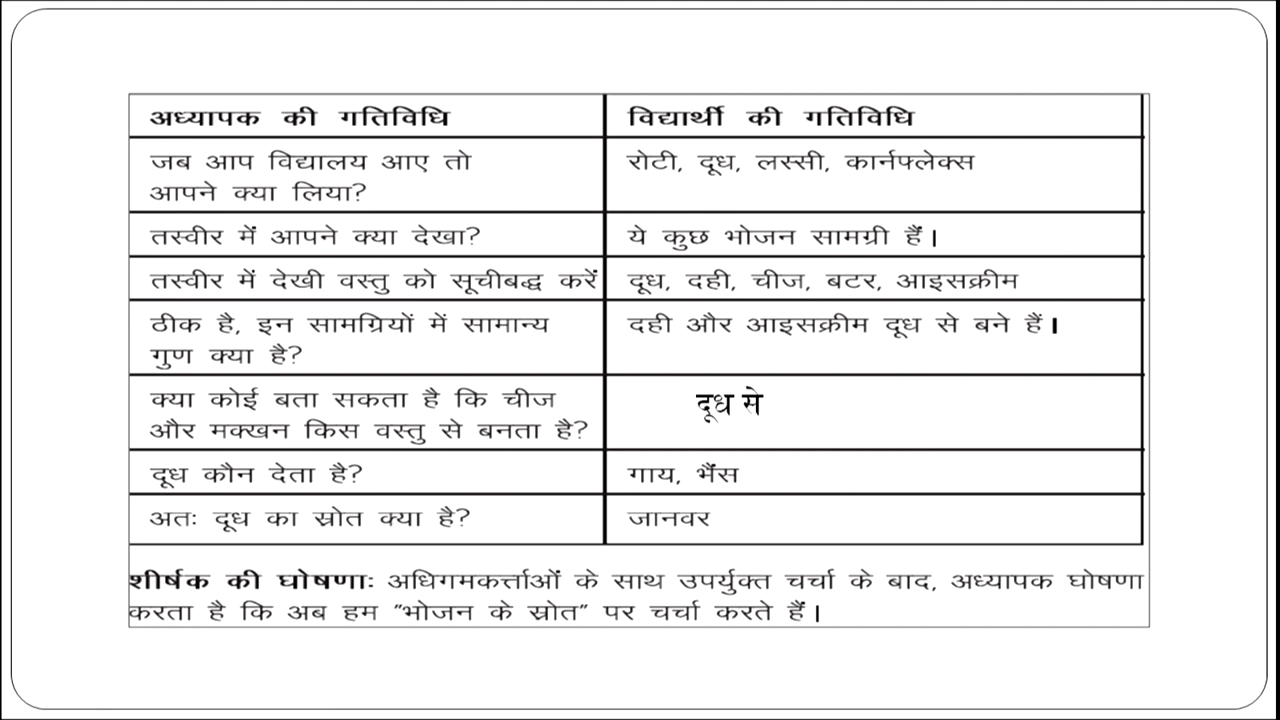 अध्यापक की गतिविधि
विद्यार्थी की गतिविधि
जब आप विद्यालय आए तो
आपने क्या लिया?
रोटी, दूध, लस्सी, कार्नफ्लेक्स
तस्वीर में आपने क्या देखा?
ये कुछ भोजन सामग्री हैं।
तस्वीर में देखी वस्तु को सूचीबद्ध करें
दूध, दही, चीज, बटर, आइसक्रीम
ठीक है, इन सामग्रियों में सामान्य
गुण क्या है?
दही और आइसक्रीम दूध से बने हैं।
क्या कोई बता सकता है कि चीज
और मक्खन किस वस्तु से बनता है?
दूध से
दूध कौन देता है?
गाय, भैंस
अतः दूध का स्रोत क्या है?
जानवर
शीर्षक की घोषणाः अधिगमकर्त्ताओं के साथ उपर्युक्त चर्चा के बाद, अध्यापक घोषणा
करता है कि अब हम "भोजन के स्रोत" पर चर्चा करते हैं।